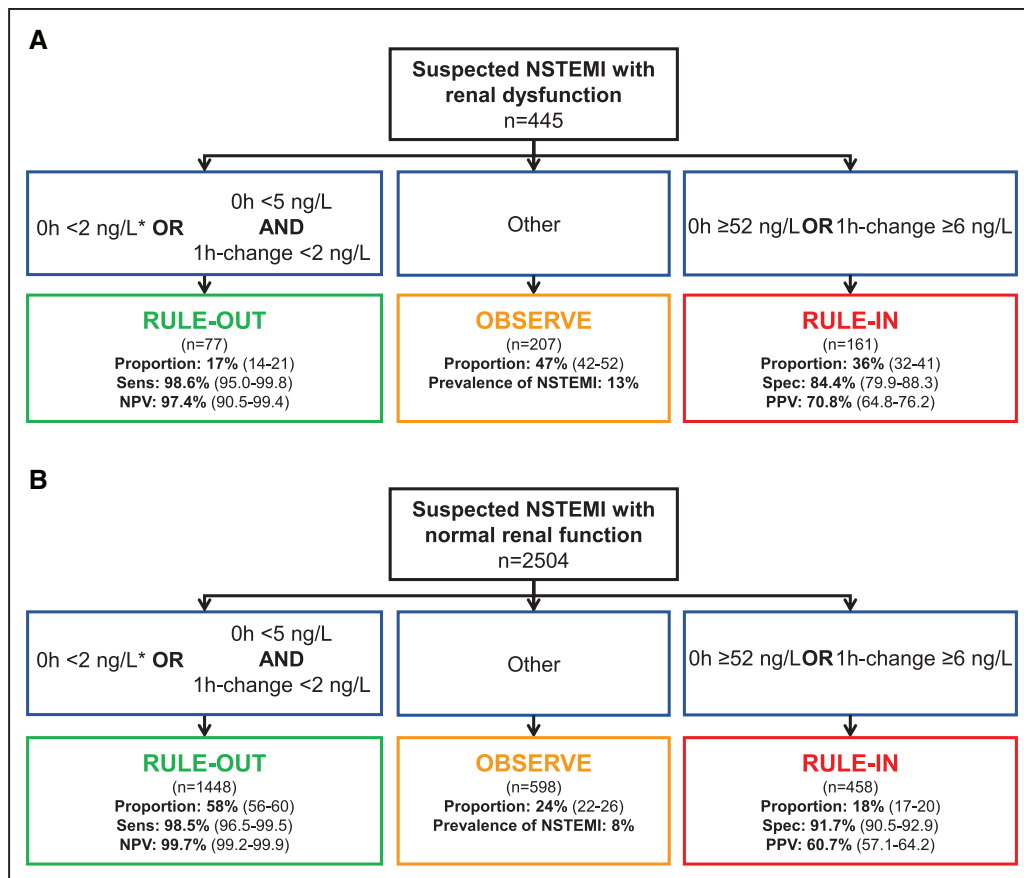 A
Suspected NSTEMI with
renal dysfunction
n=445
0h <2 ng/L* OR
0h <5 ng/L
AND
1h-change <2 ng/L
Other
0h ≥52 ng/L OR 1h-change ≥6 ng/L
RULE-OUT
(n=77)
Proportion: 17% (14-21)
Sens: 98.6% (95.0-99.8)
NPV: 97.4% (90.5-99.4)
OBSERVE
(n=207)
Proportion: 47% (42-52)
Prevalence of NSTEMI: 13%
RULE-IN
(n=161)
Proportion: 36% (32-41)
Spec: 84.4% (79.9-88.3)
PPV: 70.8% (64.8-76.2)
B
Suspected NSTEMI with
normal renal function
n=2504
0h <2 ng/L* OR
0h <5 ng/L
AND
1h-change <2 ng/L
Other
0h ≥52 ng/L OR 1h-change ≥6 ng/L
RULE-OUT
(n=1448)
Proportion: 58% (56-60)
Sens: 98.5% (96.5-99.5)
NPV: 99.7% (99.2-99.9)
OBSERVE
(n=598)
Proportion: 24% (22-26)
Prevalence of NSTEMI: 8%
RULE-IN
(n=458)
Proportion: 18% (17-20)
Spec: 91.7% (90.5-92.9)
PPV: 60.7% (57.1-64.2)